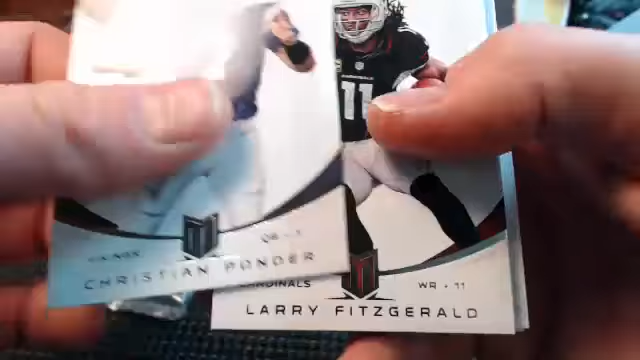 11
QB - 7
CHRISTIAN PONDER
CARDINALS
WR - 11
LARRY FITZGERALD